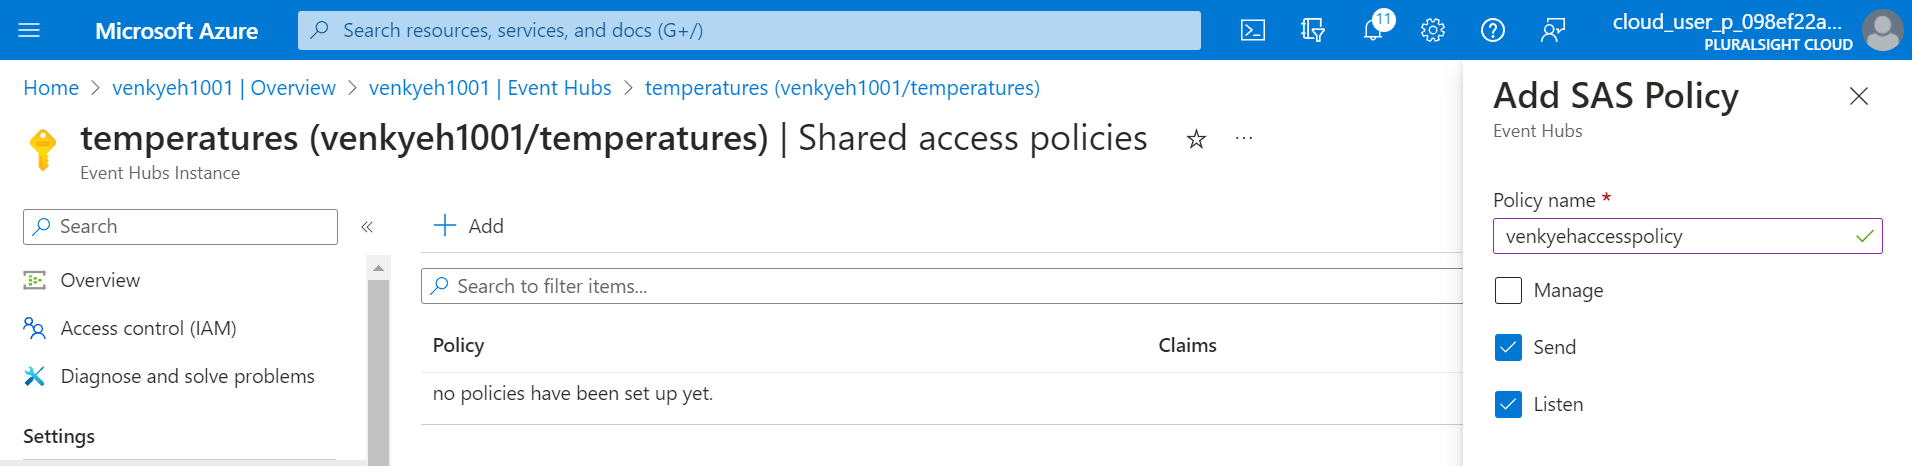 Microsoft Azure
Search resources, services, and docs (G+/)
11
cloud_user_p_098ef22a...
PLURALSIGHT CLOUD
Home > venkyeh1001 | Overview > venkyeh1001 | Event Hubs > temperatures (venkyeh1001/temperatures)
temperatures (venkyeh1001/temperatures) | Shared access policies
Event Hubs Instance
Search
Overview
Access control (IAM)
Diagnose and solve problems
Settings
Add
Search to filter items...
Policy Claims
no policies have been set up yet.
Add SAS Policy
Event Hubs
Policy name *
venkyehaccesspolicy
Manage
Send
Listen